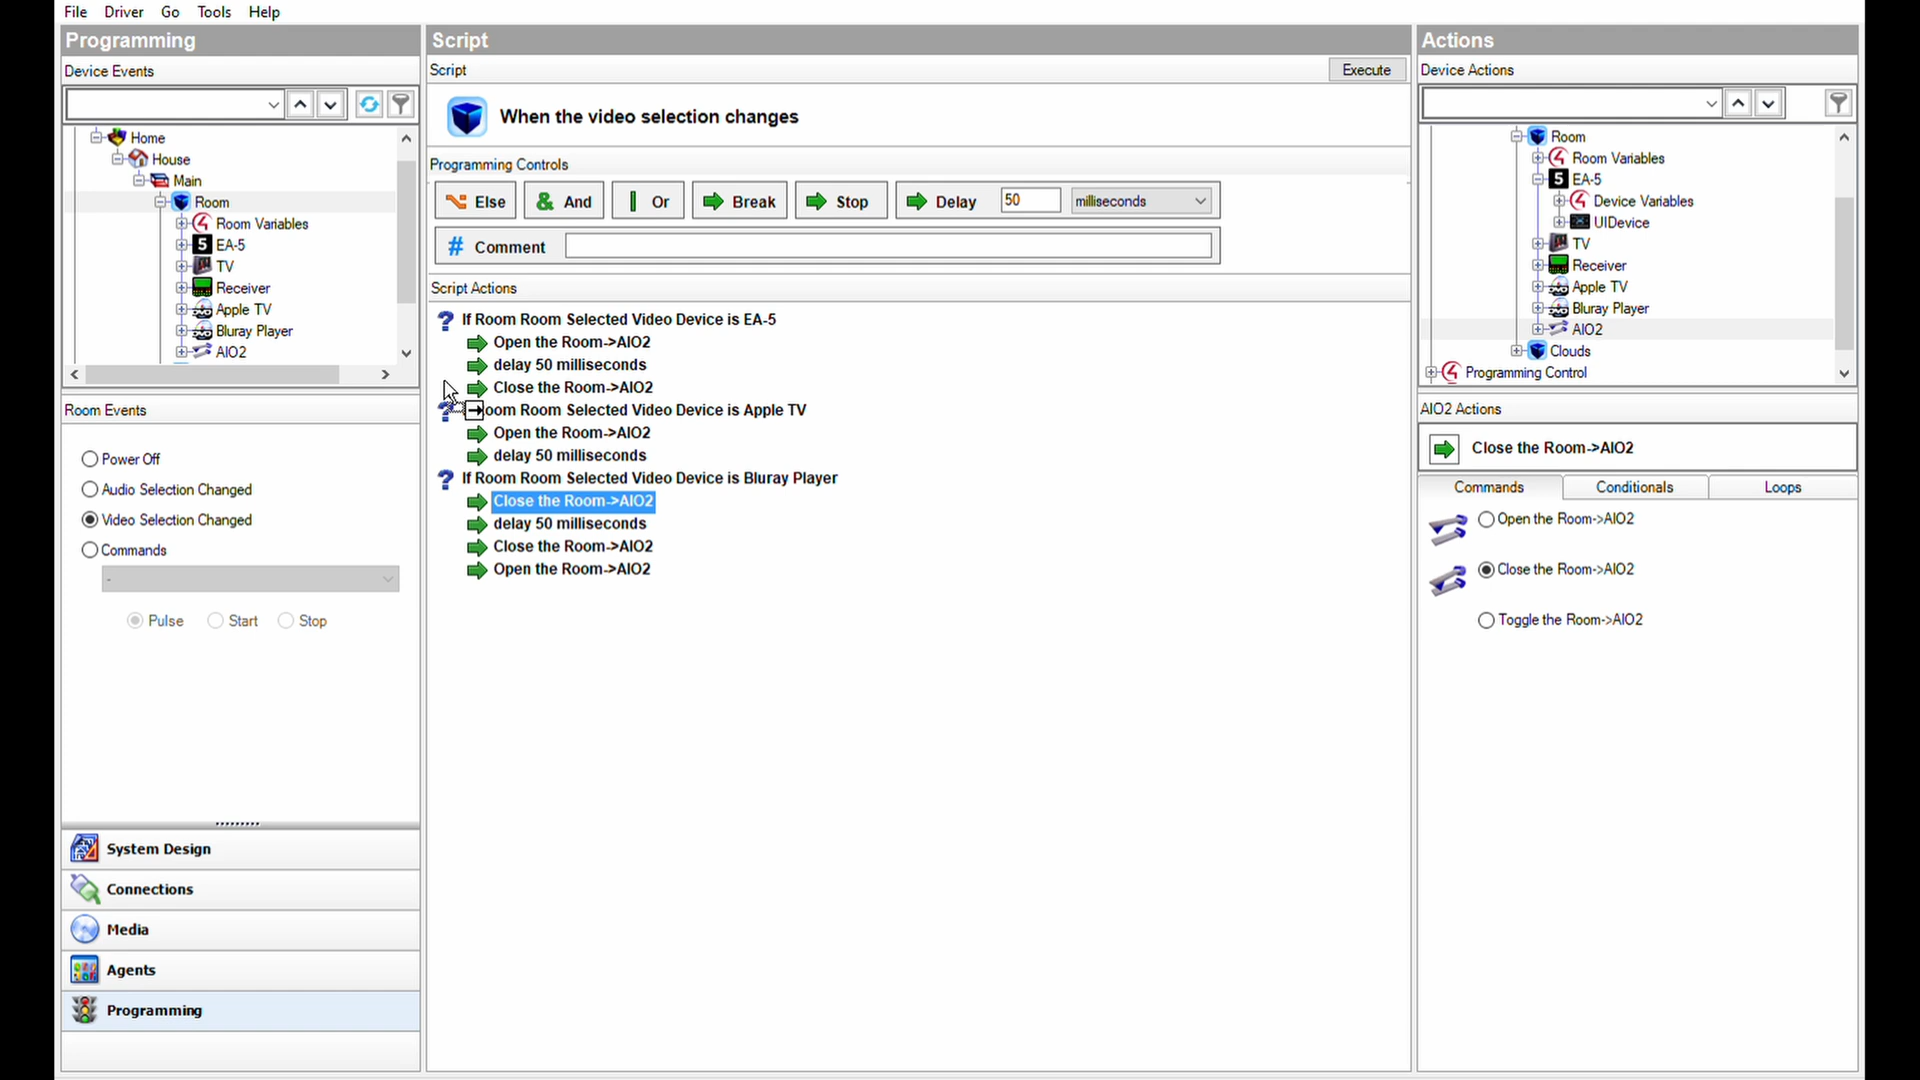 File Driver Go Tools Help
Programming
Device Events
Home
House
Main
Room
Room Variables
5 EA-5
TV
Receiver
Apple TV
Bluray Player
AIO2
Room Events
Power Off
Audio Selection Changed
Video Selection Changed
Commands
-
Pulse Start Stop
System Design
Connections
Media
Agents
Programming
Script
Script Execute
When the video selection changes
Programming Controls
Else & And Or Break Stop Delay 50 milliseconds
# Comment
Script Actions
? If Room Room Selected Video Device is EA-5
Open the Room->AIO2
delay 50 milliseconds
Close the Room->AIO2
? oom Room Selected Video Device is Apple TV
Open the Room->AIO2
delay 50 milliseconds
? If Room Room Selected Video Device is Bluray Player
Close the Room->AIO2
delay 50 milliseconds
Close the Room->AIO2
Open the Room->AIO2
Actions
Device Actions
Room
Room Variables
5 EA-5
Device Variables
UIDevice
TV
Receiver
Apple TV
Bluray Player
AIO2
Clouds
Programming Control
AIO2 Actions
Close the Room->AIO2
Commands Conditionals Loops
Open the Room->AIO2
Close the Room->AIO2
Toggle the Room->AIO2